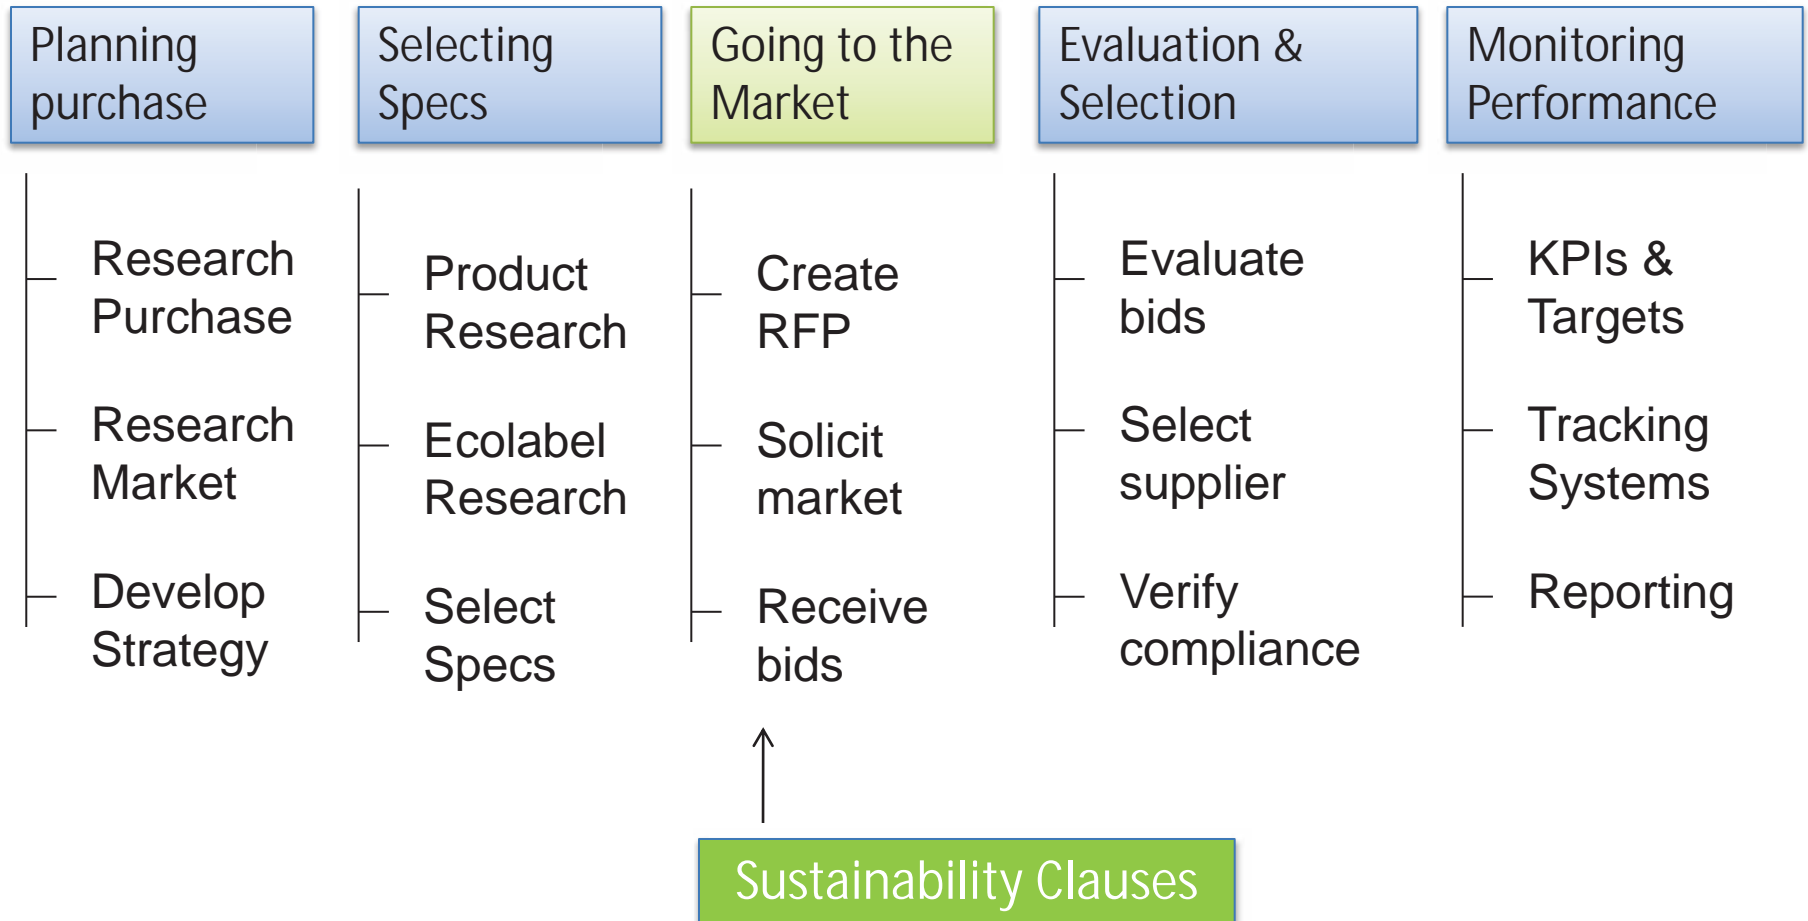 Planning
purchase
Selecting
Specs
Going to the
Market
Evaluation &
Selection
Monitoring
Performance
Research
Purchase
Research
Market
Develop
Strategy
Product
Research
Ecolabel
Research
Select
Specs
Create
RFP
Solicit
market
Receive
bids
Evaluate
bids
Select
supplier
Verify
compliance
KPIs &
Targets
Tracking
Systems
Reporting
Sustainability Clauses